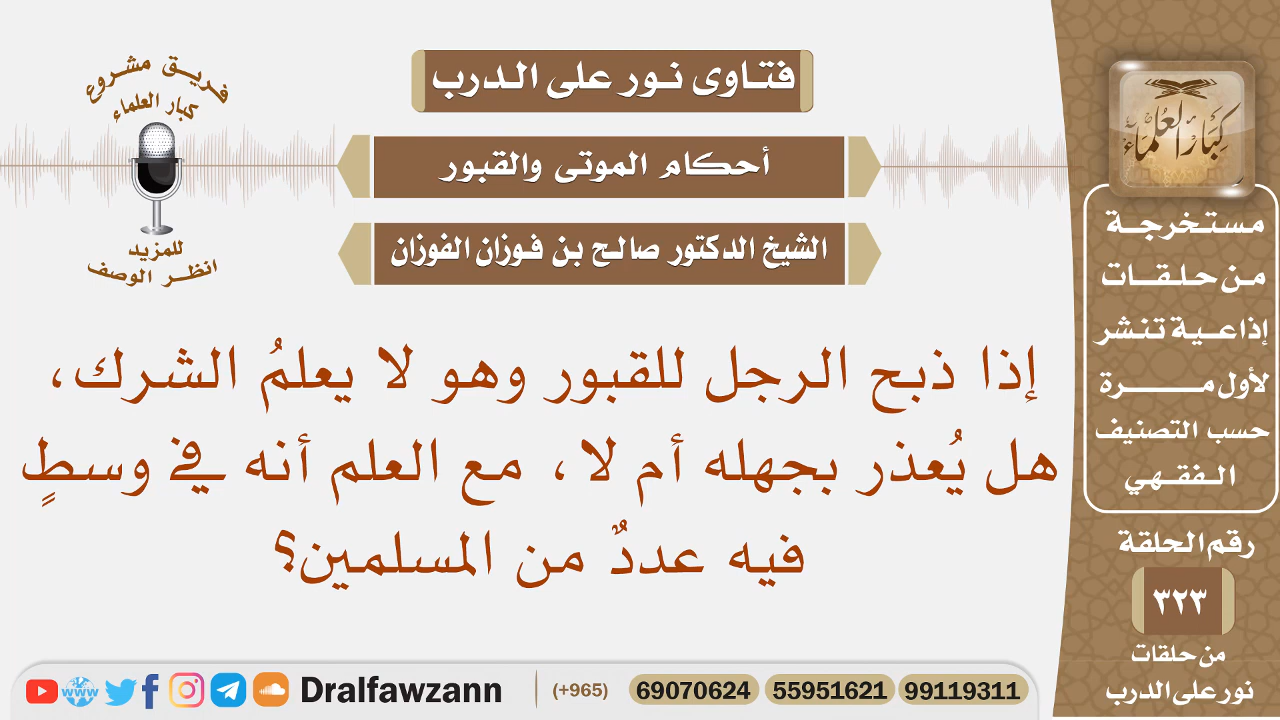 فتاوى نور على الدرب
أحكام الموتى والقبور
الشيخ الدكتور صالح بن فوزان الفوزان
إذا ذبح الرجل للقبور وهو لا يعلمُ الشرك،
هل يُعذر بجهله أم لا، مع العلم أنه في وسطٍ
فيه عددٌ من المسلمين؟
فريق مشروع
كبار العلماء
للمزيد
انظر الوصف
كبار العلماء
مستخرجة
من حلقات
إذاعية تنشر
لأول مرة
حسب التصنيف
الفقهي
رقم الحلقة
٣٢٣
من حلقات
نور على الدرب
www Dralfawzann (+965) 69070624 55951621 99119311